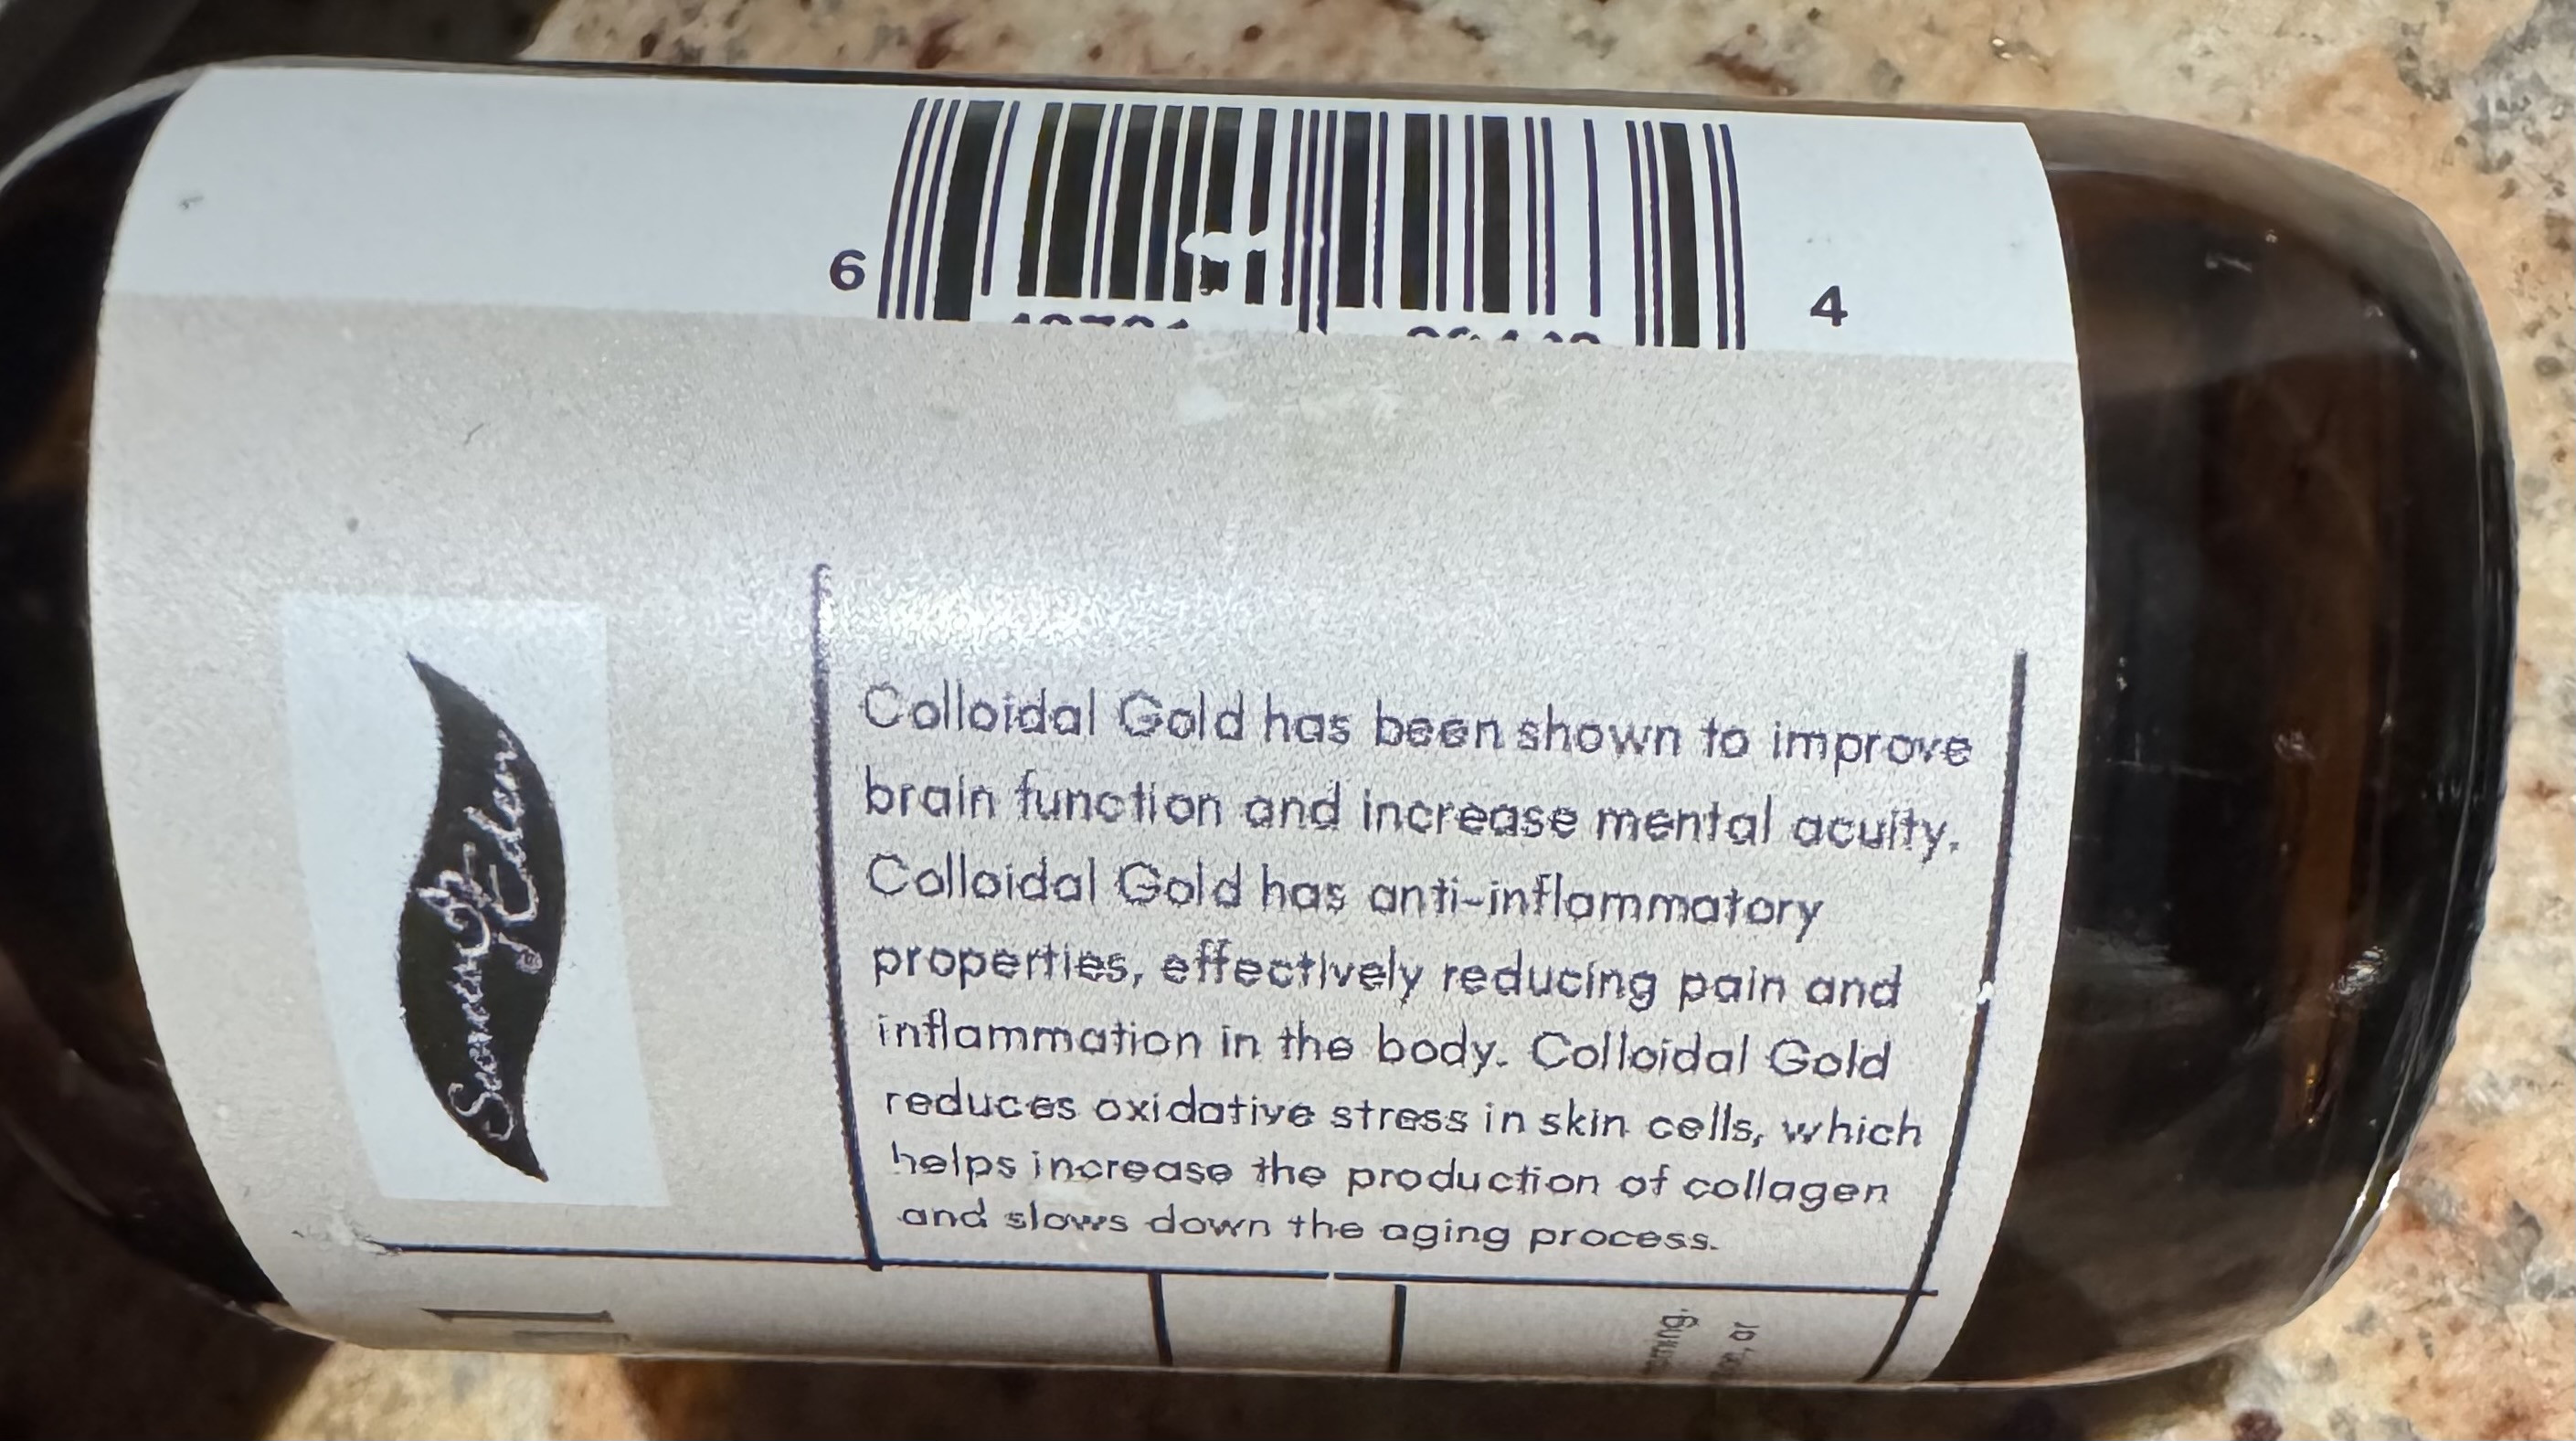 6 4
Colloidal Gold has been shown to improve
brain function and increase mental acuity.
Colloidal Gold has anti-inflammatory
properties, effectively reducing pain and
inflammation in the body. Colloidal Gold
reduces oxidative stress in skin cells, which
helps increase the production of collagen
and slows down the aging process.
Eden
, or